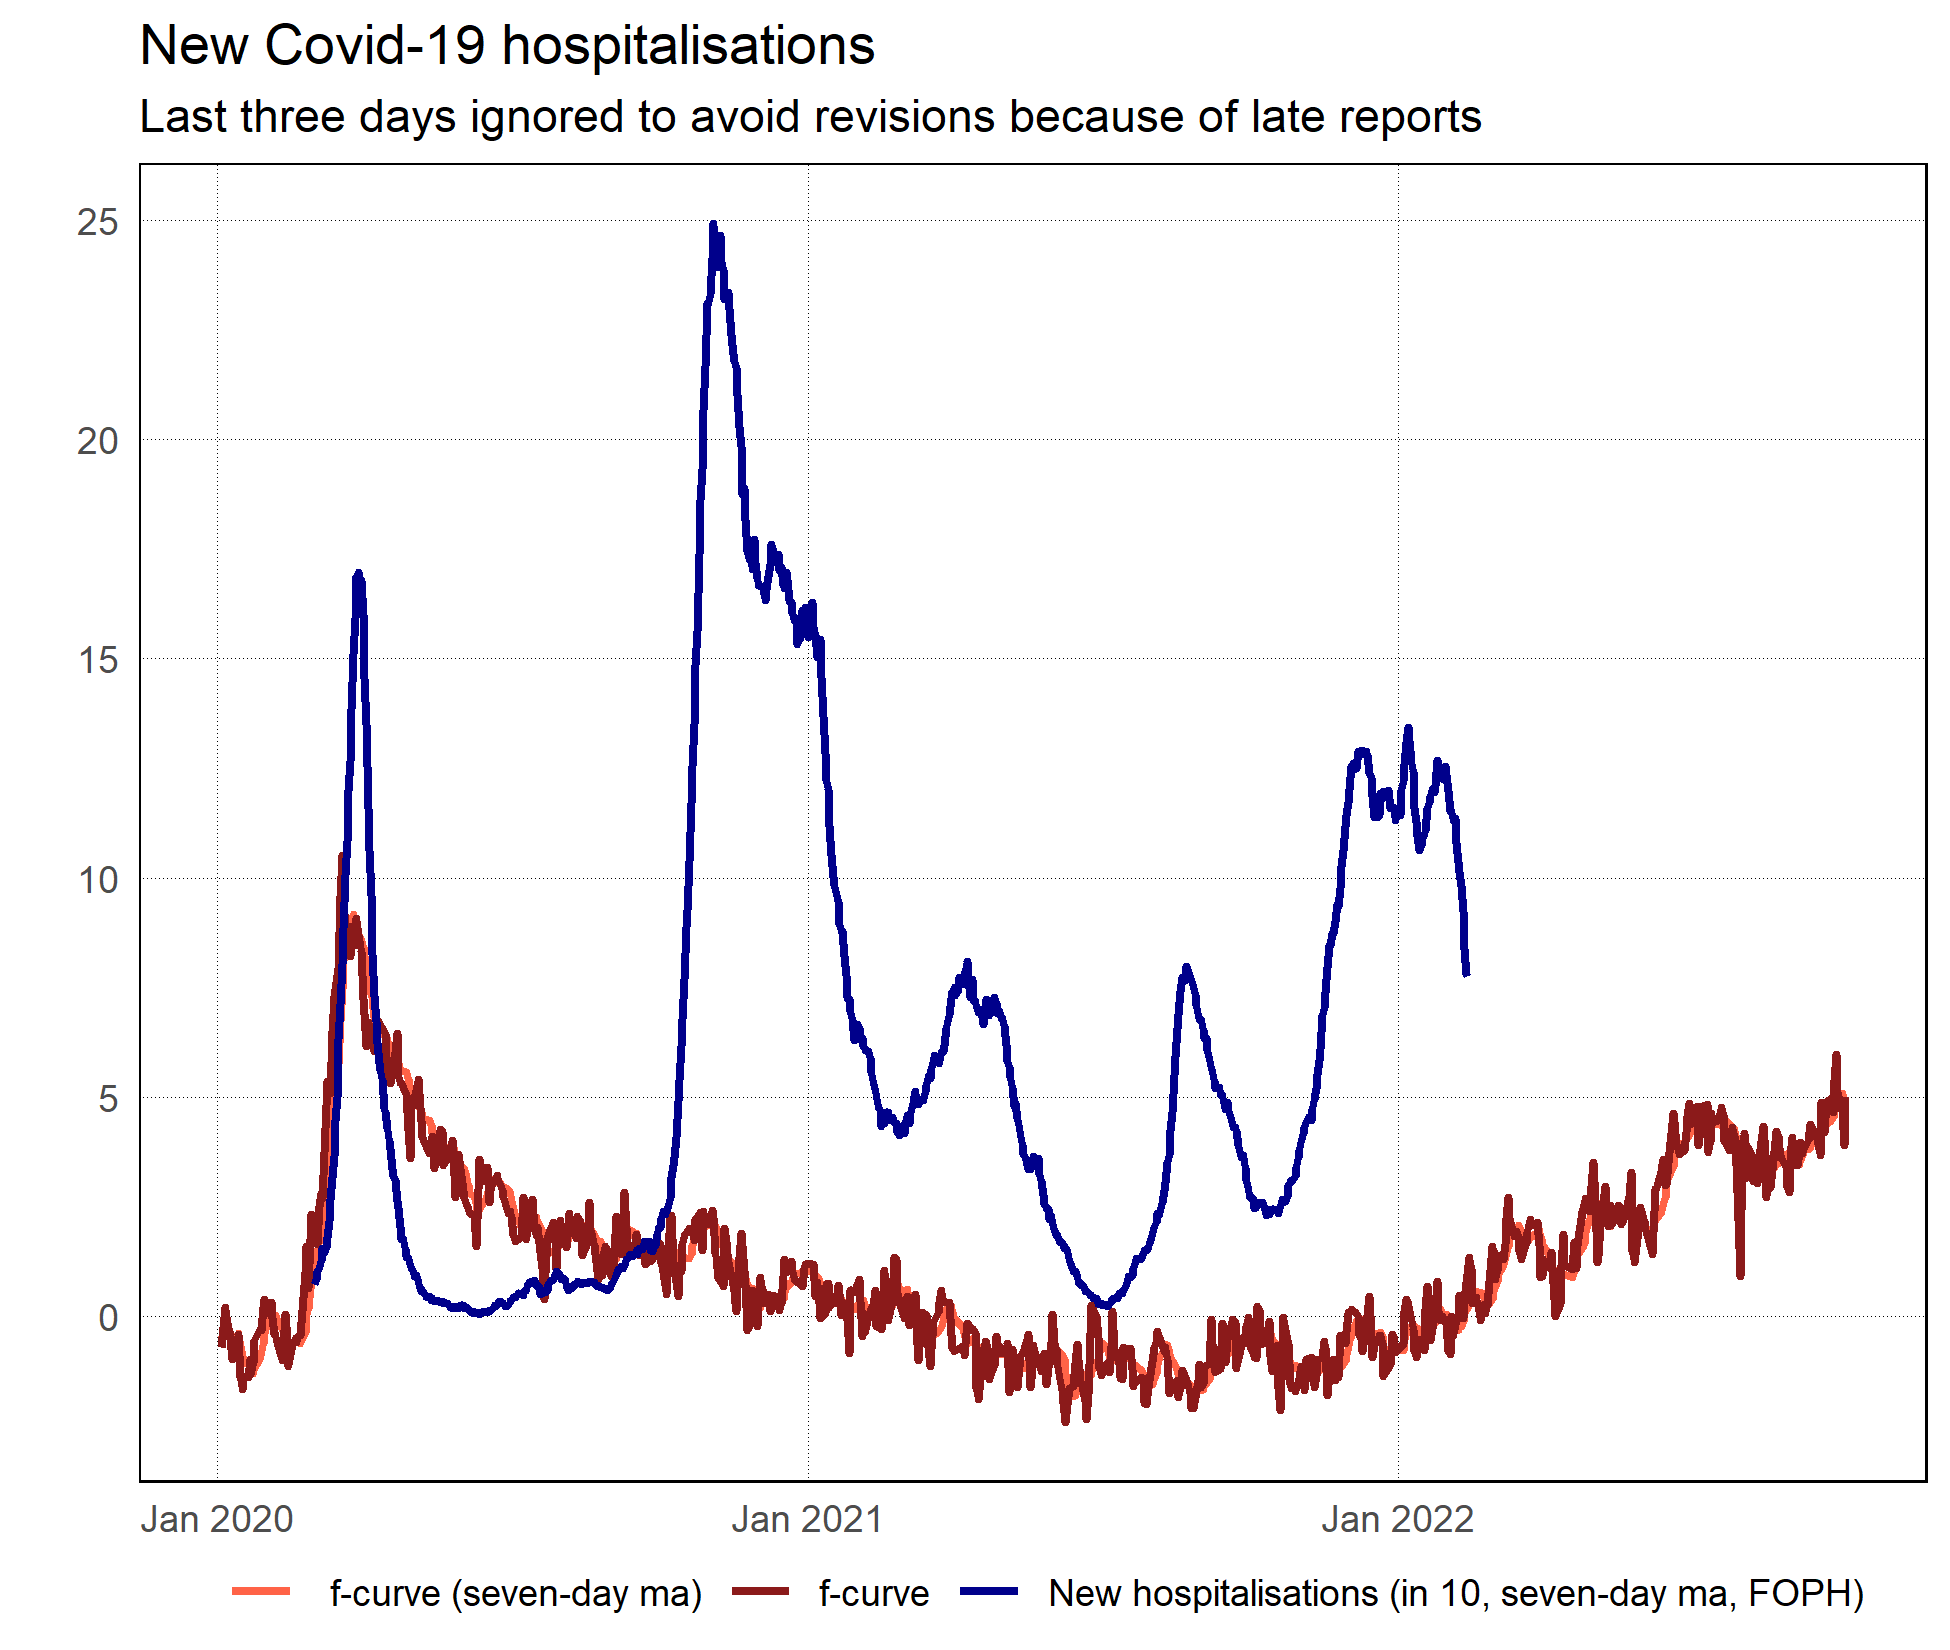 New Covid-19 hospitalisations
Last three days ignored to avoid revisions because of late reports
25
20
15
10
5
0
Jan 2020 Jan 2021 Jan 2022
f-curve (seven-day ma) f-curve New hospitalisations (in 10, seven-day ma, FOPH)